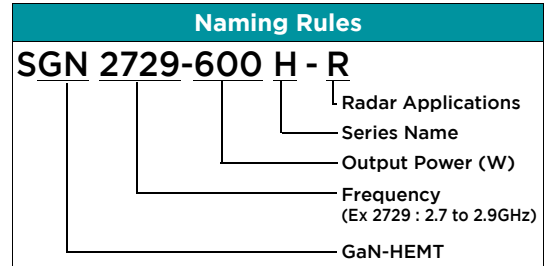 Naming Rules
SGN 2729-600 H - R
Radar Applications
Series Name
Output Power (W)
Frequency
(Ex 2729 : 2.7 to 2.9GHz)
GaN-HEMT